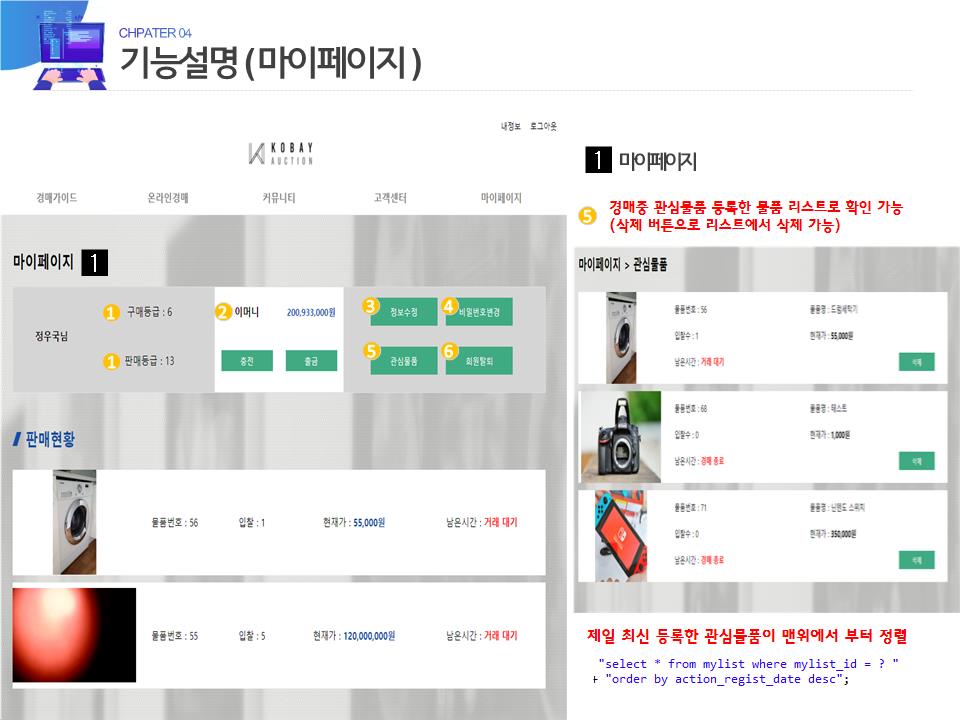 CHPATER 04
기능설명 ( 마이페이지 )
내정보 로그아웃
KOBAY
AUCTION
경매가이드 온라인경매 커뮤니티 고객센터 마이페이지
마이페이지 1
정우국님
1 구매등급 : 6
1 판매등급 : 13
2 이머니 200,933,000원
충전 출금
3 정보수정
4 비밀번호변경
5 관심물품
6 회원탈퇴
판매현황
물품번호 : 56 입찰 : 1 현재가 : 55,000원 남은시간 : 거래 대기
물품번호 : 55 입찰 : 5 현재가 : 120,000,000원 남은시간 : 거래 대기
1 마이페이지
5 경매중 관심물품 등록한 물품 리스트로 확인 가능
(삭제 버튼으로 리스트에서 삭제 가능)
마이페이지 > 관심물품
물품번호 : 56 물품명 : 드럼세탁기
입찰수 : 1 현재가 : 55,000원
남은시간 : 거래 대기 삭제
물품번호 : 68 물품명 : 테스트
입찰수 : 0 현재가 : 1,000원
남은시간 : 경매 종료 삭제
물품번호 : 71 물품명 : 닌텐도 스위치
입찰수 : 0 현재가 : 350,000원
남은시간 : 경매 종료 삭제
제일 최신 등록한 관심물품이 맨위에서 부터 정렬
"select * from mylist where mylist_id = ? "
+ "order by action_regist_date desc";